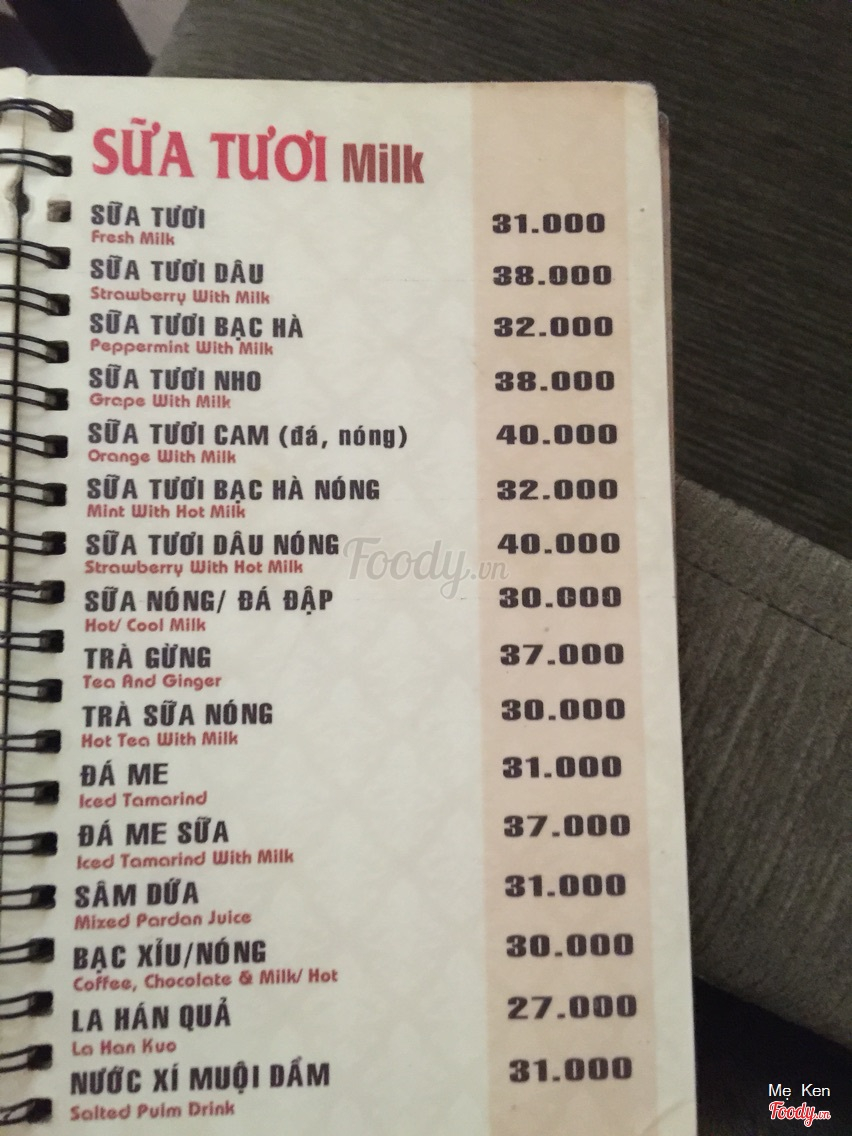 SỮA TƯƠI Milk
SỮA TƯƠI 31.000
Fresh Milk
SỮA TƯƠI DÂU 38.000
Strawberry With Milk
SỮA TƯƠI BẠC HÀ 32.000
Peppermint With Milk
SỮA TƯƠI NHO 38.000
Grape With Milk
SỮA TƯƠI CAM (đá, nóng) 40.000
Orange With Milk
SỮA TƯƠI BẠC HÀ NÓNG 32.000
Mint With Hot Milk
SỮA TƯƠI DÂU NÓNG 40.000
Strawberry With Hot Milk
Foody.vn
SỮA NÓNG/ ĐÁ ĐẬP 30.000
Hot/ Cool Milk
TRÀ GỪNG 37.000
Tea And Ginger
TRÀ SỮA NÓNG 30.000
Hot Tea With Milk
ĐÁ ME 31.000
Iced Tamarind
ĐÁ ME SỮA 37.000
Iced Tamarind With Milk
SÂM DỨA 31.000
Mixed Pardan Juice
BẠC XỈU/NÓNG 30.000
Coffee, Chocolate & Milk/ Hot
LA HÁN QUẢ 27.000
La Han Kuo
NƯỚC XÍ MUỘI DẦM 31.000
Salted Pulm Drink
Mẹ Ken
Foody.vn